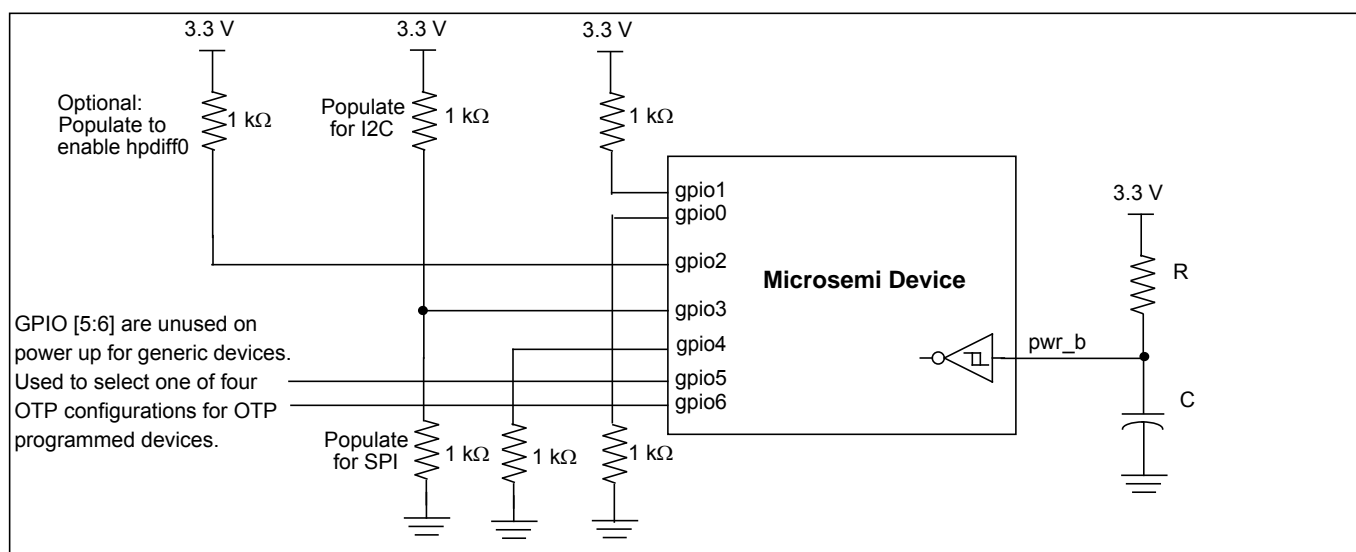 3.3 V
3.3 V
3.3 V
Optional:
Populate to
enable hpdiff0
1 kΩ
Populate
for I2C
1 kΩ
1 kΩ
gpio1
gpio0
gpio2
gpio3
gpio4
gpio5
gpio6
Microsemi Device
pwr_b
3.3 V
R
C
GPIO [5:6] are unused on
power up for generic devices.
Used to select one of four
OTP configurations for OTP
programmed devices.
Populate
for SPI
1 kΩ
1 kΩ
1 kΩ